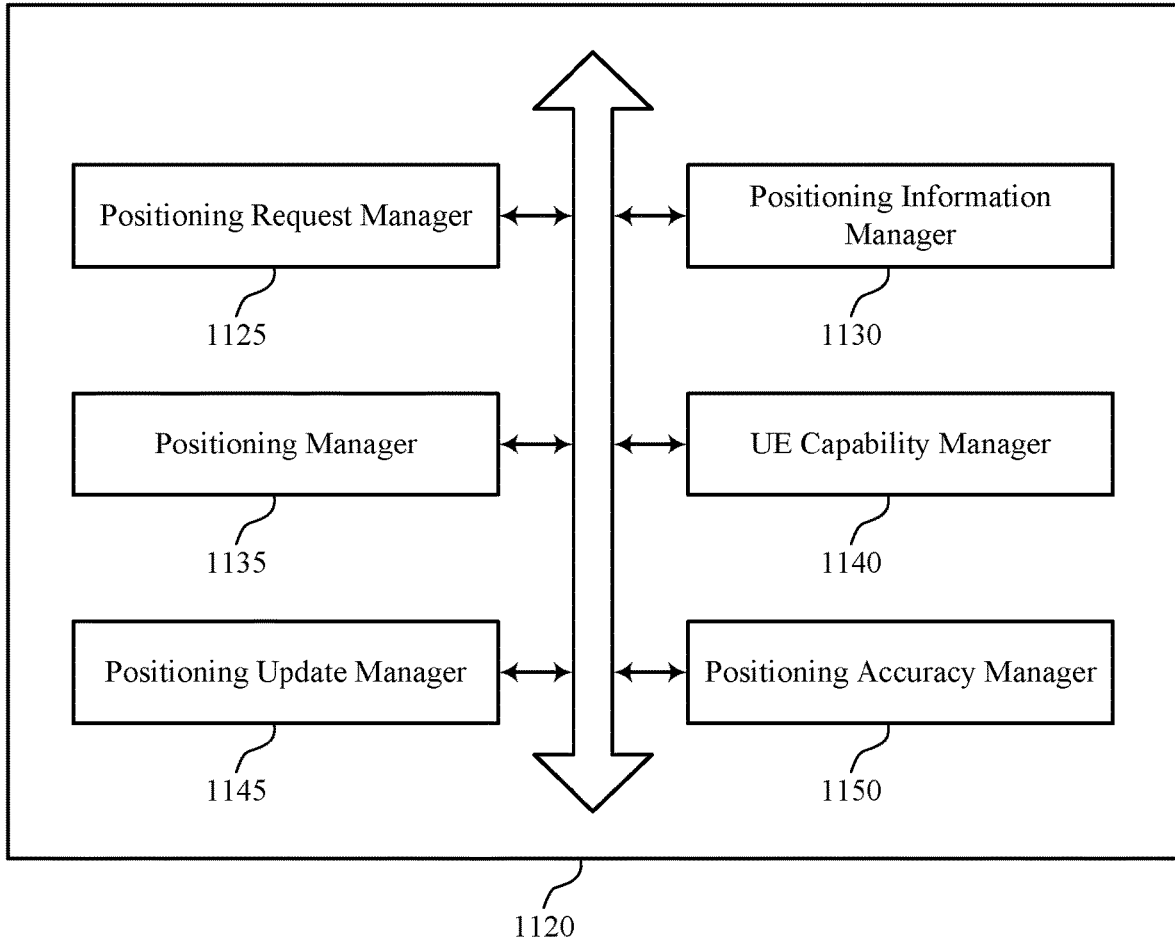 Positioning Request Manager
1125
Positioning Information
Manager
1130
Positioning Manager
1135
UE Capability Manager
1140
Positioning Update Manager
1145
Positioning Accuracy Manager
1150
1120